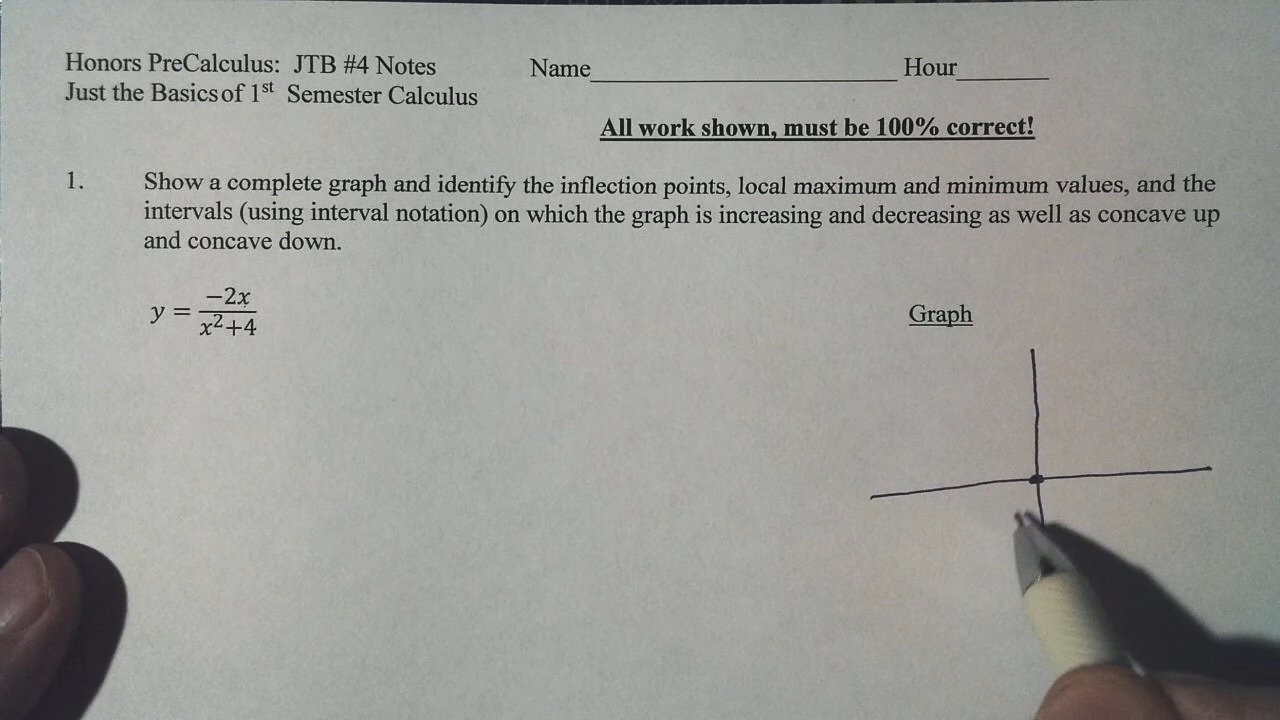 Honors PreCalculus: JTB #4 Notes
Name____________________ Hour_______
Just the Basics of 1st Semester Calculus
All work shown, must be 100% correct!
1. Show a complete graph and identify the inflection points, local maximum and minimum values, and the
intervals (using interval notation) on which the graph is increasing and decreasing as well as concave up
and concave down.
y = −2x / x²+4
Graph